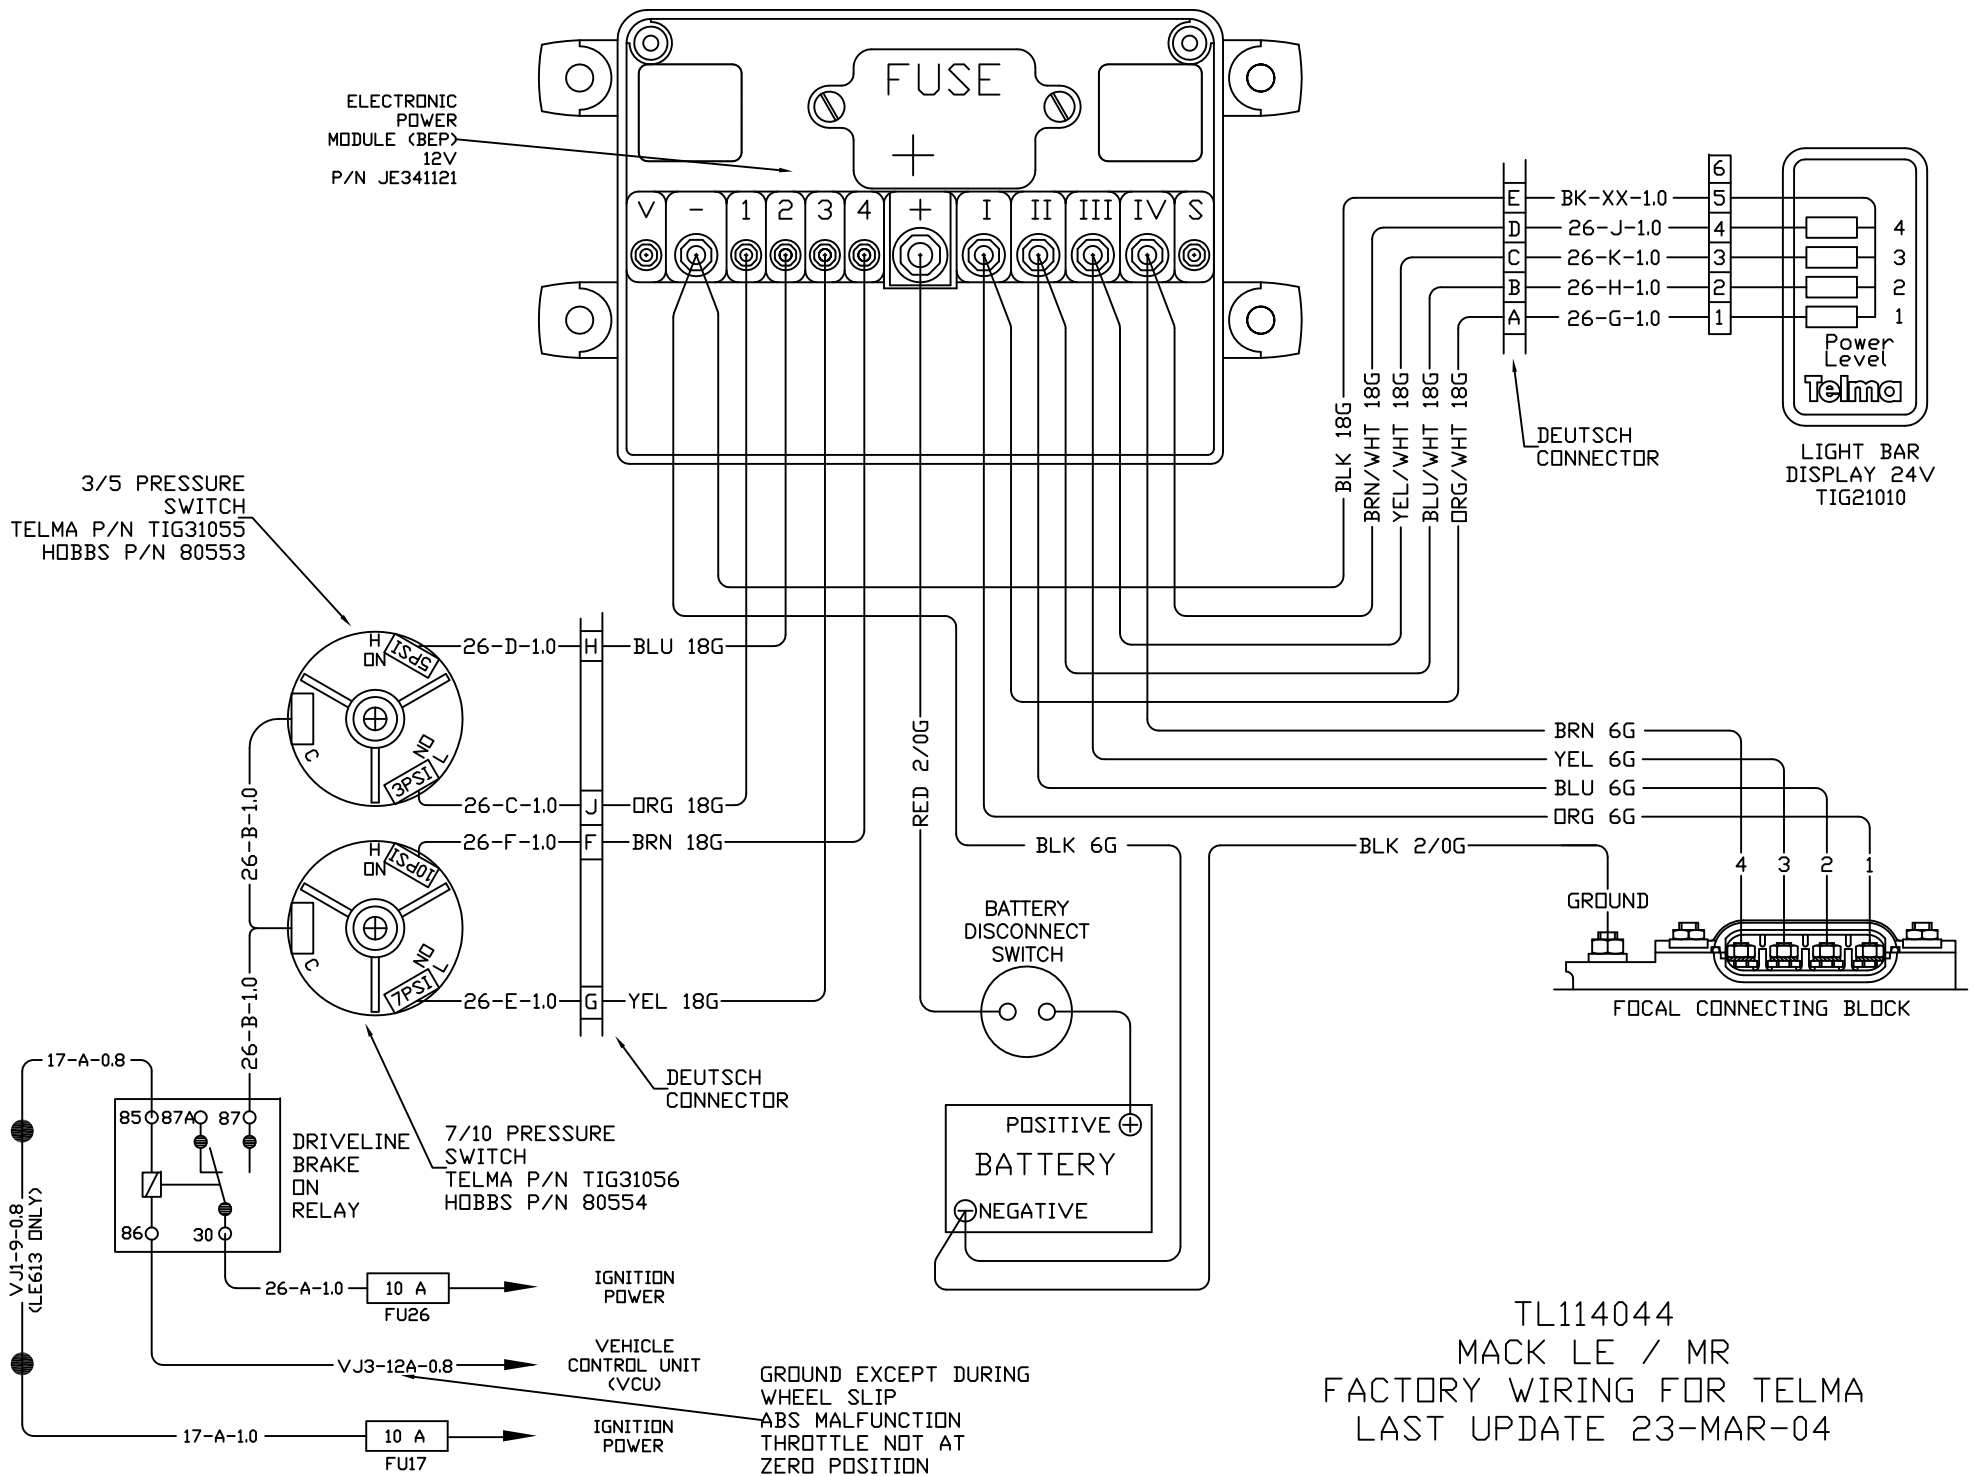 FUSE
+
ELECTRONIC
POWER
MODULE (BEP)
12V
P/N JE341121
V - 1 2 3 4 + I II III IV S
E BK-XX-1.0 5
D 26-J-1.0 4
C 26-K-1.0 3
B 26-H-1.0 2
A 26-G-1.0 1
6
4
3
2
1
Power
Level
Telma
LIGHT BAR
DISPLAY 24V
TIG21010
DEUTSCH
CONNECTOR
BLK 18G
BRN/WHT 18G
YEL/WHT 18G
BLU/WHT 18G
ORG/WHT 18G
3/5 PRESSURE
SWITCH
TELMA P/N TIG31055
HOBBS P/N 80553
H
NO
5PSI
C
NO
L
3PSI
26-D-1.0 H BLU 18G
26-C-1.0 J ORG 18G
26-F-1.0 F BRN 18G
26-E-1.0 G YEL 18G
H
NO
10PSI
C
NO
L
7PSI
26-B-1.0
26-B-1.0
DEUTSCH
CONNECTOR
7/10 PRESSURE
SWITCH
TELMA P/N TIG31056
HOBBS P/N 80554
RED 2/0G
BRN 6G
YEL 6G
BLU 6G
ORG 6G
BLK 6G
BLK 2/0G
4 3 2 1
GROUND
FOCAL CONNECTING BLOCK
BATTERY
DISCONNECT
SWITCH
POSITIVE +
BATTERY
- NEGATIVE
17-A-0.8
85 87A 87
86 30
DRIVELINE
BRAKE
ON
RELAY
VJ1-9-0.8
(LE613 ONLY)
26-A-1.0 10 A
FU26
IGNITION
POWER
VJ3-12A-0.8
VEHICLE
CONTROL UNIT
(VCU)
17-A-1.0 10 A
FU17
IGNITION
POWER
GROUND EXCEPT DURING
WHEEL SLIP
ABS MALFUNCTION
THROTTLE NOT AT
ZERO POSITION
TL114044
MACK LE / MR
FACTORY WIRING FOR TELMA
LAST UPDATE 23-MAR-04